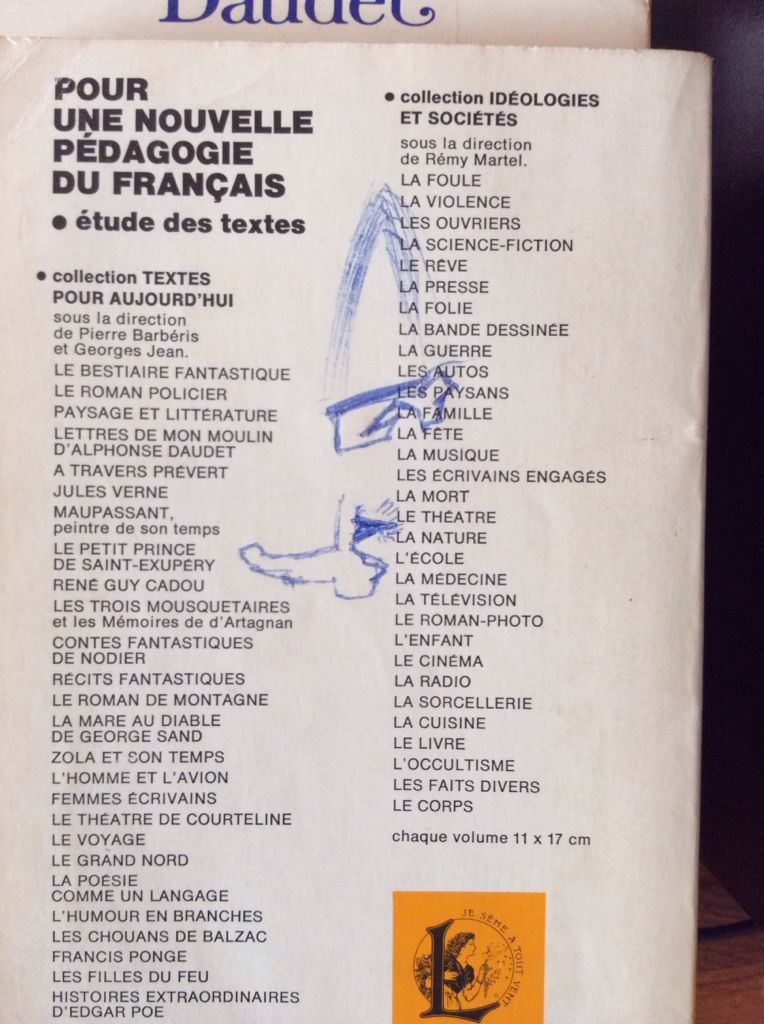 Daudet
POUR
UNE NOUVELLE
PÉDAGOGIE
DU FRANÇAIS
• étude des textes
• collection TEXTES
POUR AUJOURD'HUI
sous la direction
de Pierre Barbéris
et Georges Jean.
LE BESTIAIRE FANTASTIQUE
LE ROMAN POLICIER
PAYSAGE ET LITTÉRATURE
LETTRES DE MON MOULIN
D'ALPHONSE DAUDET
A TRAVERS PRÉVERT
JULES VERNE
MAUPASSANT,
peintre de son temps
LE PETIT PRINCE
DE SAINT-EXUPÉRY
RENÉ GUY CADOU
LES TROIS MOUSQUETAIRES
et les Mémoires de d'Artagnan
CONTES FANTASTIQUES
DE NODIER
RÉCITS FANTASTIQUES
LE ROMAN DE MONTAGNE
LA MARE AU DIABLE
DE GEORGE SAND
ZOLA ET SON TEMPS
L'HOMME ET L'AVION
FEMMES ÉCRIVAINS
LE THÉATRE DE COURTELINE
LE VOYAGE
LE GRAND NORD
LA POÉSIE
COMME UN LANGAGE
L'HUMOUR EN BRANCHES
LES CHOUANS DE BALZAC
FRANCIS PONGE
LES FILLES DU FEU
HISTOIRES EXTRAORDINAIRES
D'EDGAR POE
• collection IDÉOLOGIES
ET SOCIÉTÉS
sous la direction
de Rémy Martel.
LA FOULE
LA VIOLENCE
LES OUVRIERS
LA SCIENCE-FICTION
LE RÊVE
LA PRESSE
LA FOLIE
LA BANDE DESSINÉE
LA GUERRE
LES AUTOS
LES PAYSANS
LA FAMILLE
LA FÊTE
LA MUSIQUE
LES ÉCRIVAINS ENGAGÉS
LA MORT
LE THÉATRE
LA NATURE
L'ÉCOLE
LA MÉDECINE
LA TÉLÉVISION
LE ROMAN-PHOTO
L'ENFANT
LE CINÉMA
LA RADIO
LA SORCELLERIE
LA CUISINE
LE LIVRE
L'OCCULTISME
LES FAITS DIVERS
LE CORPS
chaque volume 11 x 17 cm
JE SÈME A TOUT VENT
L